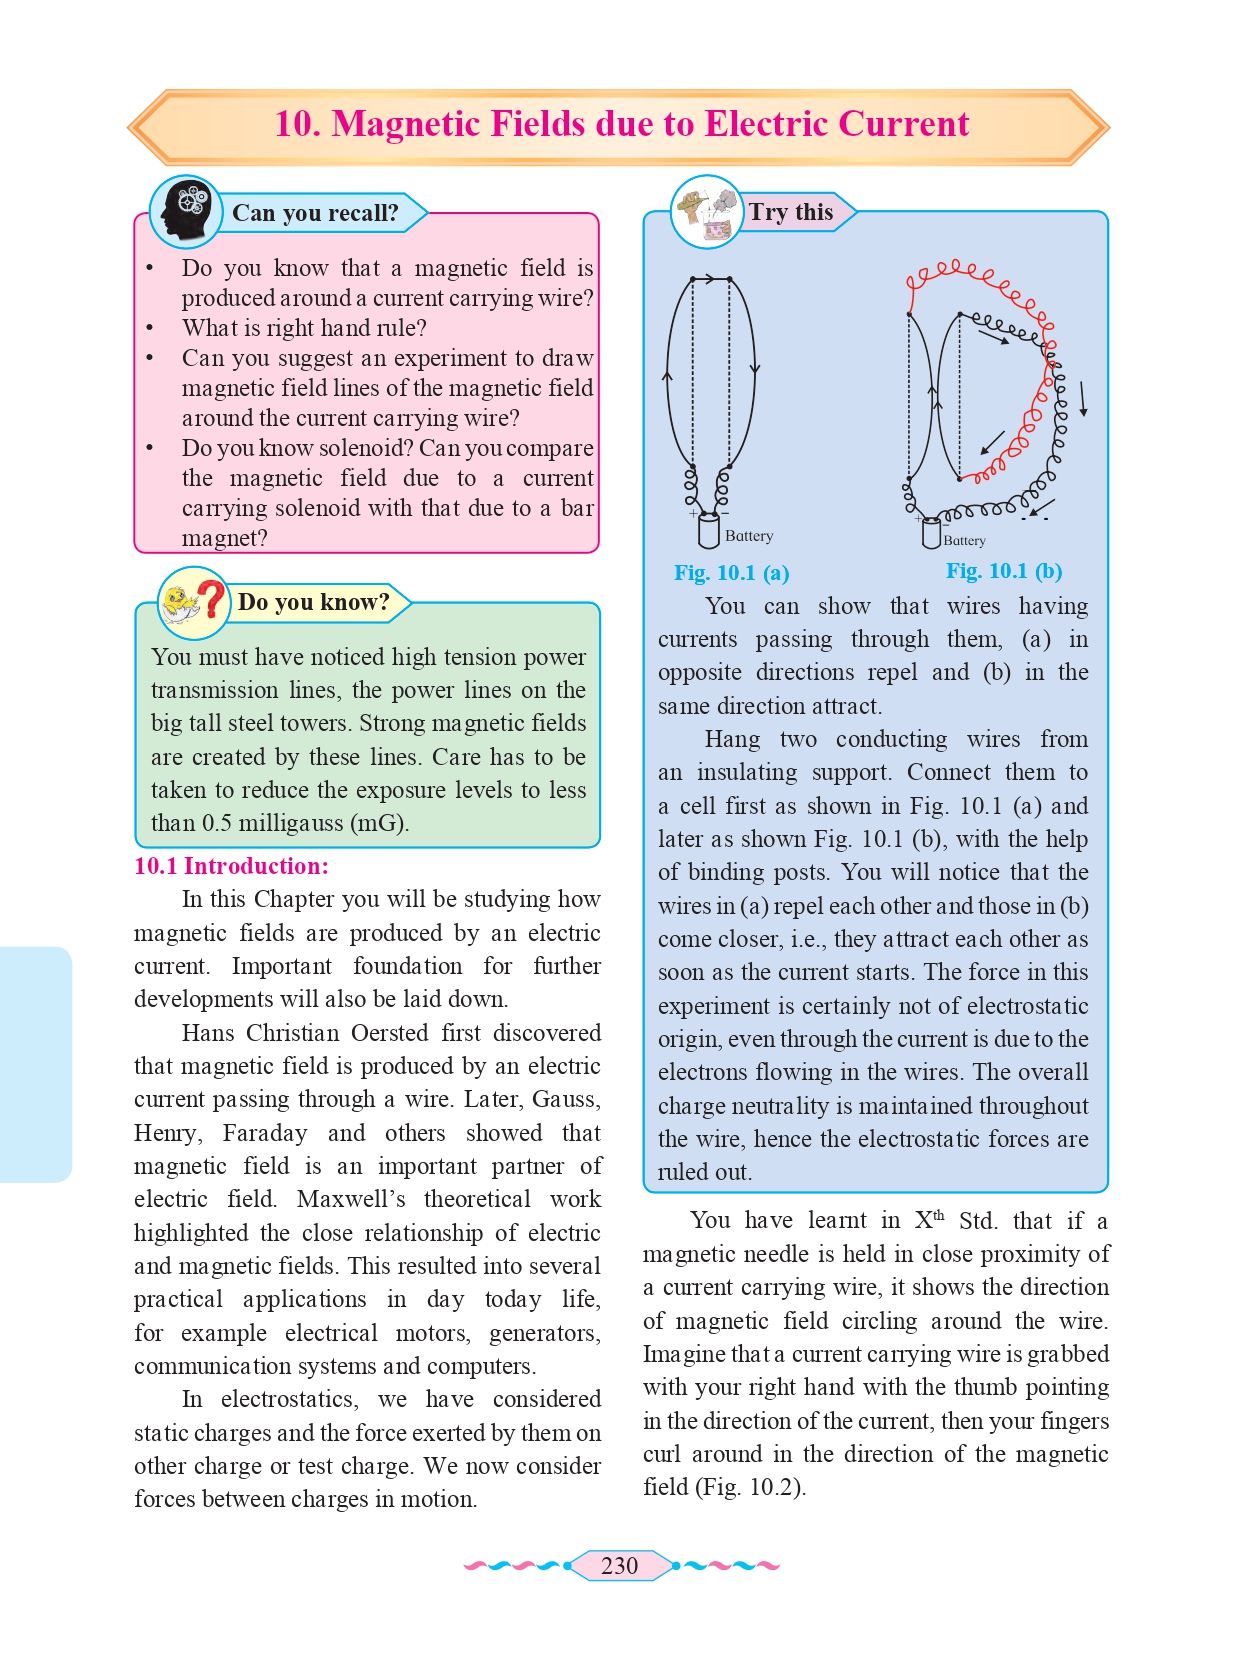 10. Magnetic Fields due to Electric Current
Can you recall?
• Do you know that a magnetic field is
produced around a current carrying wire?
• What is right hand rule?
• Can you suggest an experiment to draw
magnetic field lines of the magnetic field
around the current carrying wire?
• Do you know solenoid? Can you compare
the magnetic field due to a current
carrying solenoid with that due to a bar
magnet?
Do you know?
You must have noticed high tension power
transmission lines, the power lines on the
big tall steel towers. Strong magnetic fields
are created by these lines. Care has to be
taken to reduce the exposure levels to less
than 0.5 milligauss (mG).
10.1 Introduction:
In this Chapter you will be studying how
magnetic fields are produced by an electric
current. Important foundation for further
developments will also be laid down.
Hans Christian Oersted first discovered
that magnetic field is produced by an electric
current passing through a wire. Later, Gauss,
Henry, Faraday and others showed that
magnetic field is an important partner of
electric field. Maxwell’s theoretical work
highlighted the close relationship of electric
and magnetic fields. This resulted into several
practical applications in day today life,
for example electrical motors, generators,
communication systems and computers.
In electrostatics, we have considered
static charges and the force exerted by them on
other charge or test charge. We now consider
forces between charges in motion.
Try this
+ −
Battery
+ −
Battery
Fig. 10.1 (a)
Fig. 10.1 (b)
You can show that wires having
currents passing through them, (a) in
opposite directions repel and (b) in the
same direction attract.
Hang two conducting wires from
an insulating support. Connect them to
a cell first as shown in Fig. 10.1 (a) and
later as shown Fig. 10.1 (b), with the help
of binding posts. You will notice that the
wires in (a) repel each other and those in (b)
come closer, i.e., they attract each other as
soon as the current starts. The force in this
experiment is certainly not of electrostatic
origin, even through the current is due to the
electrons flowing in the wires. The overall
charge neutrality is maintained throughout
the wire, hence the electrostatic forces are
ruled out.
You have learnt in Xth Std. that if a
magnetic needle is held in close proximity of
a current carrying wire, it shows the direction
of magnetic field circling around the wire.
Imagine that a current carrying wire is grabbed
with your right hand with the thumb pointing
in the direction of the current, then your fingers
curl around in the direction of the magnetic
field (Fig. 10.2).
230